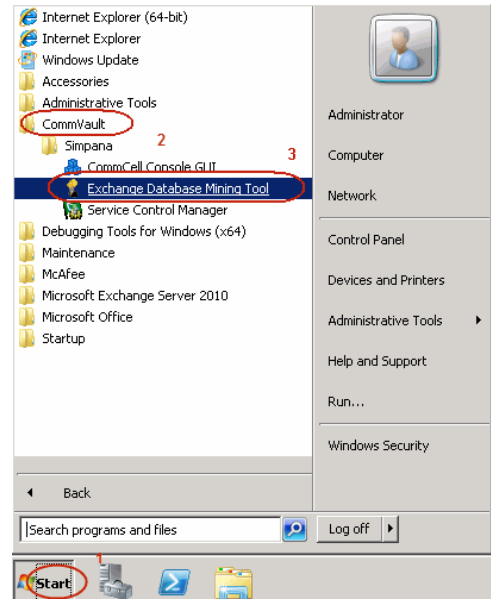 Internet Explorer (64-bit)
Internet Explorer
Windows Update
Accessories
Administrative Tools
CommVault
2
Simpana
3
CommCell Console GUI
Exchange Database Mining Tool
Service Control Manager
Debugging Tools for Windows (x64)
Maintenance
McAfee
Microsoft Exchange Server 2010
Microsoft Office
Startup
Back
Search programs and files
Administrator
Computer
Network
Control Panel
Devices and Printers
Administrative Tools
Help and Support
Run...
Windows Security
Log off
1
Start